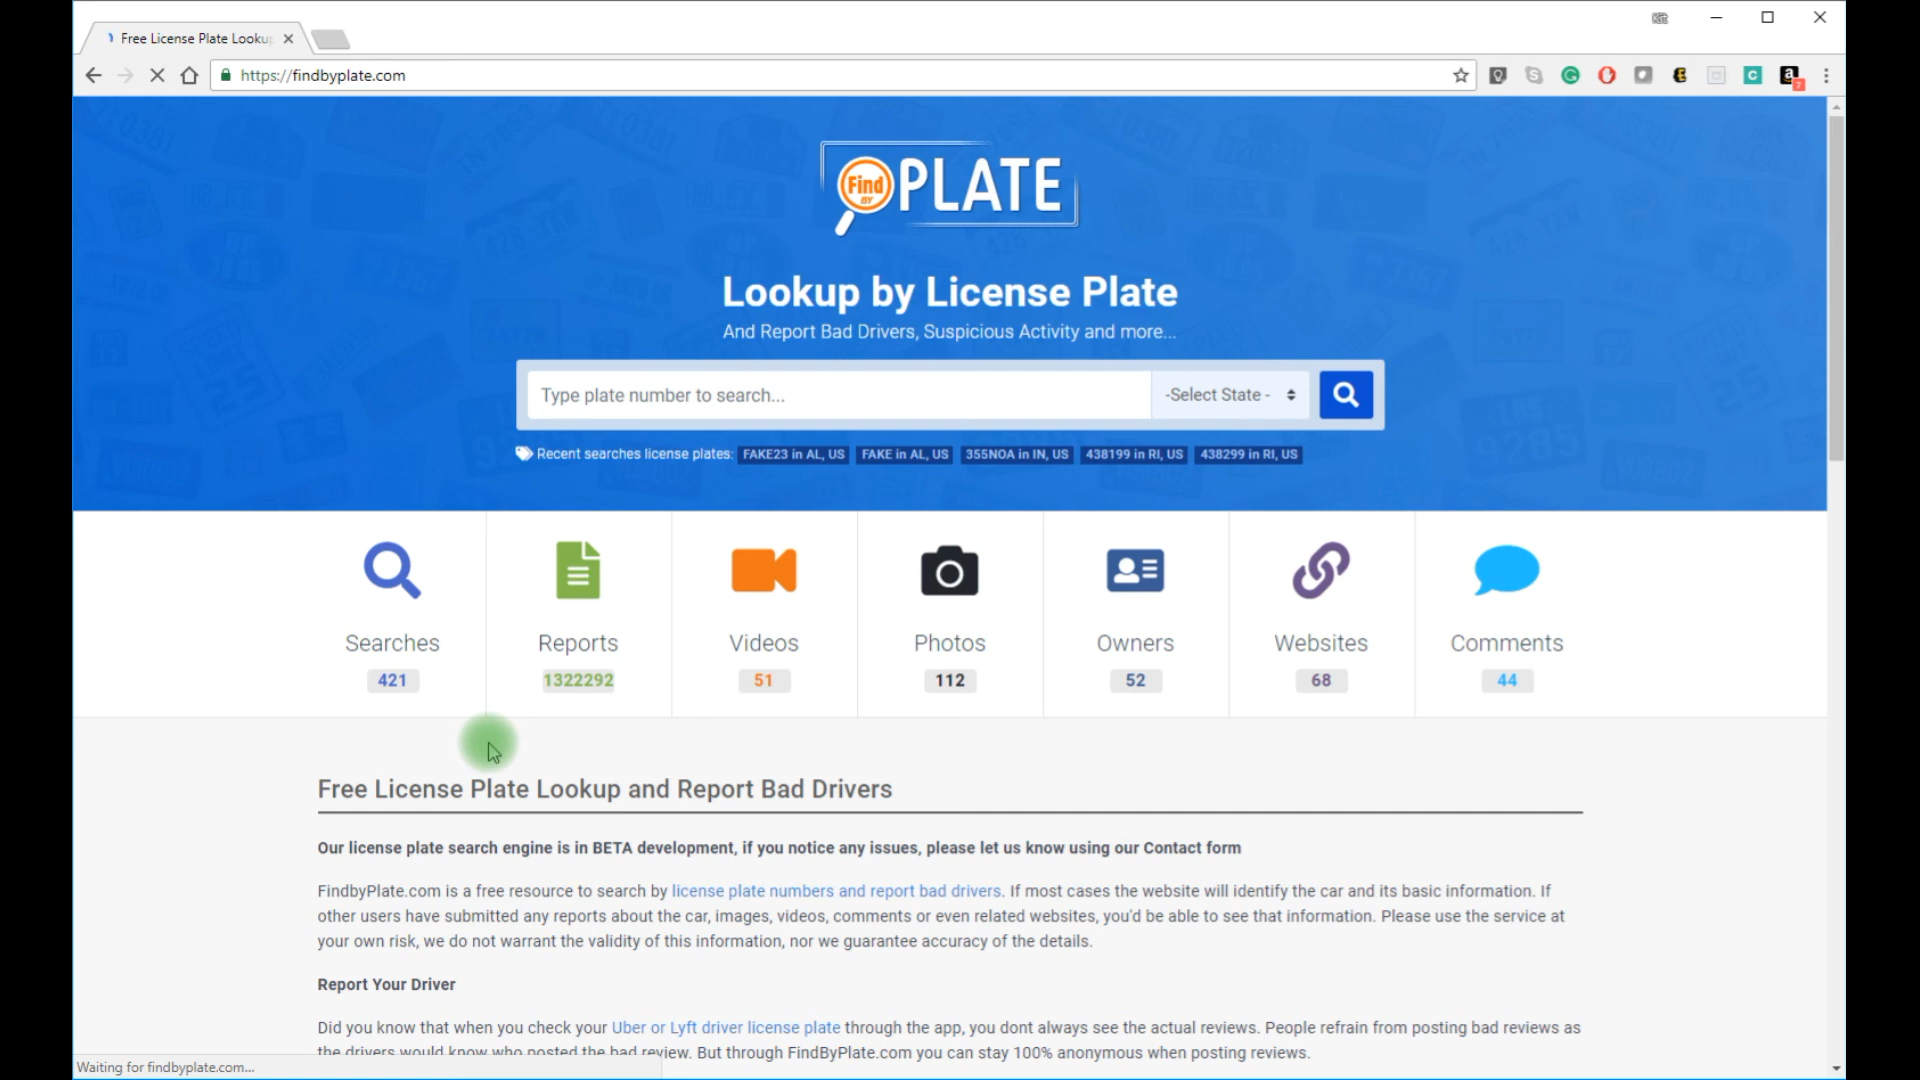 Free License Plate Looku
https://findbyplate.com
Find
BY
PLATE
Lookup by License Plate
And Report Bad Drivers, Suspicious Activity and more...
Type plate number to search...
-Select State -
Recent searches license plates: FAKE23 in AL, US FAKE in AL, US 355NOA in IN, US 438199 in RI, US 438299 in RI, US
Searches Reports Videos Photos Owners Websites Comments
421 1322292 51 112 52 68 44
Free License Plate Lookup and Report Bad Drivers
Our license plate search engine is in BETA development, if you notice any issues, please let us know using our Contact form
FindbyPlate.com is a free resource to search by license plate numbers and report bad drivers. If most cases the website will identify the car and its basic information. If
other users have submitted any reports about the car, images, videos, comments or even related websites, you'd be able to see that information. Please use the service at
your own risk, we do not warrant the validity of this information, nor we guarantee accuracy of the details.
Report Your Driver
Did you know that when you check your Uber or Lyft driver license plate through the app, you dont always see the actual reviews. People refrain from posting bad reviews as
the drivers would know who posted the bad review. But through FindByPlate.com you can stay 100% anonymous when posting reviews.
Waiting for findbyplate.com...